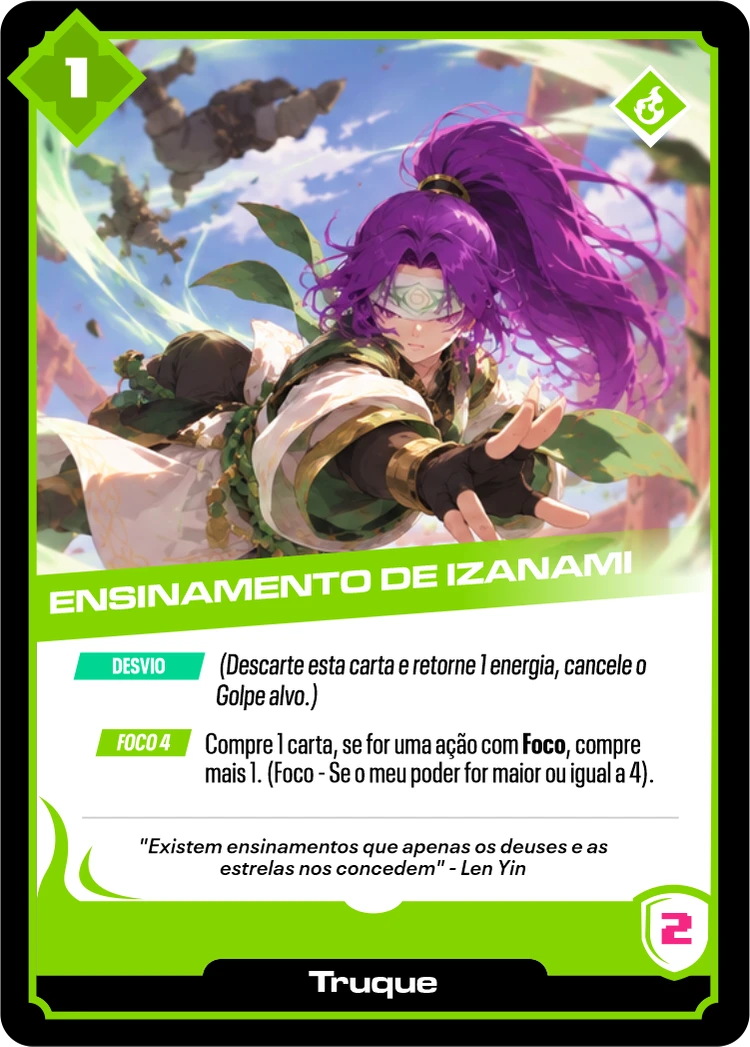 1
ENSINAMENTO DE IZANAMI
DESVIO (Descarte esta carta e retorne 1 energia, cancele o
Golpe alvo.)
FOCO 4 Compre 1 carta, se for uma ação com Foco, compre
mais 1. (Foco - Se o meu poder for maior ou igual a 4).
"Existem ensinamentos que apenas os deuses e as
estrelas nos concedem" - Len Yin
2
Truque